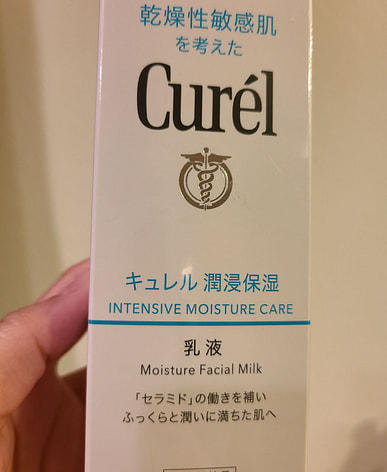 乾燥性敏感肌
を考えた
Curél
キュレル 潤浸保湿
INTENSIVE MOISTURE CARE
乳液
Moisture Facial Milk
「セラミド」の働きを補い
ふっくらと潤いに満ちた肌へ